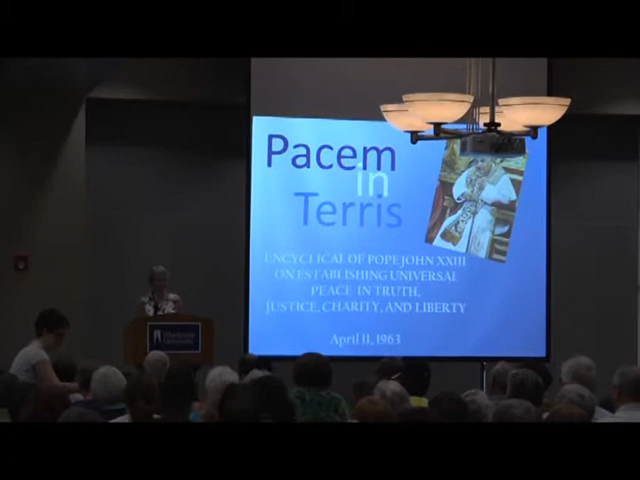 Pacem
in
Terris
ENCYCLICAL OF POPE JOHN XXIII
ON ESTABLISHING UNIVERSAL
PEACE IN TRUTH,
JUSTICE, CHARITY, AND LIBERTY
April 11, 1963
University